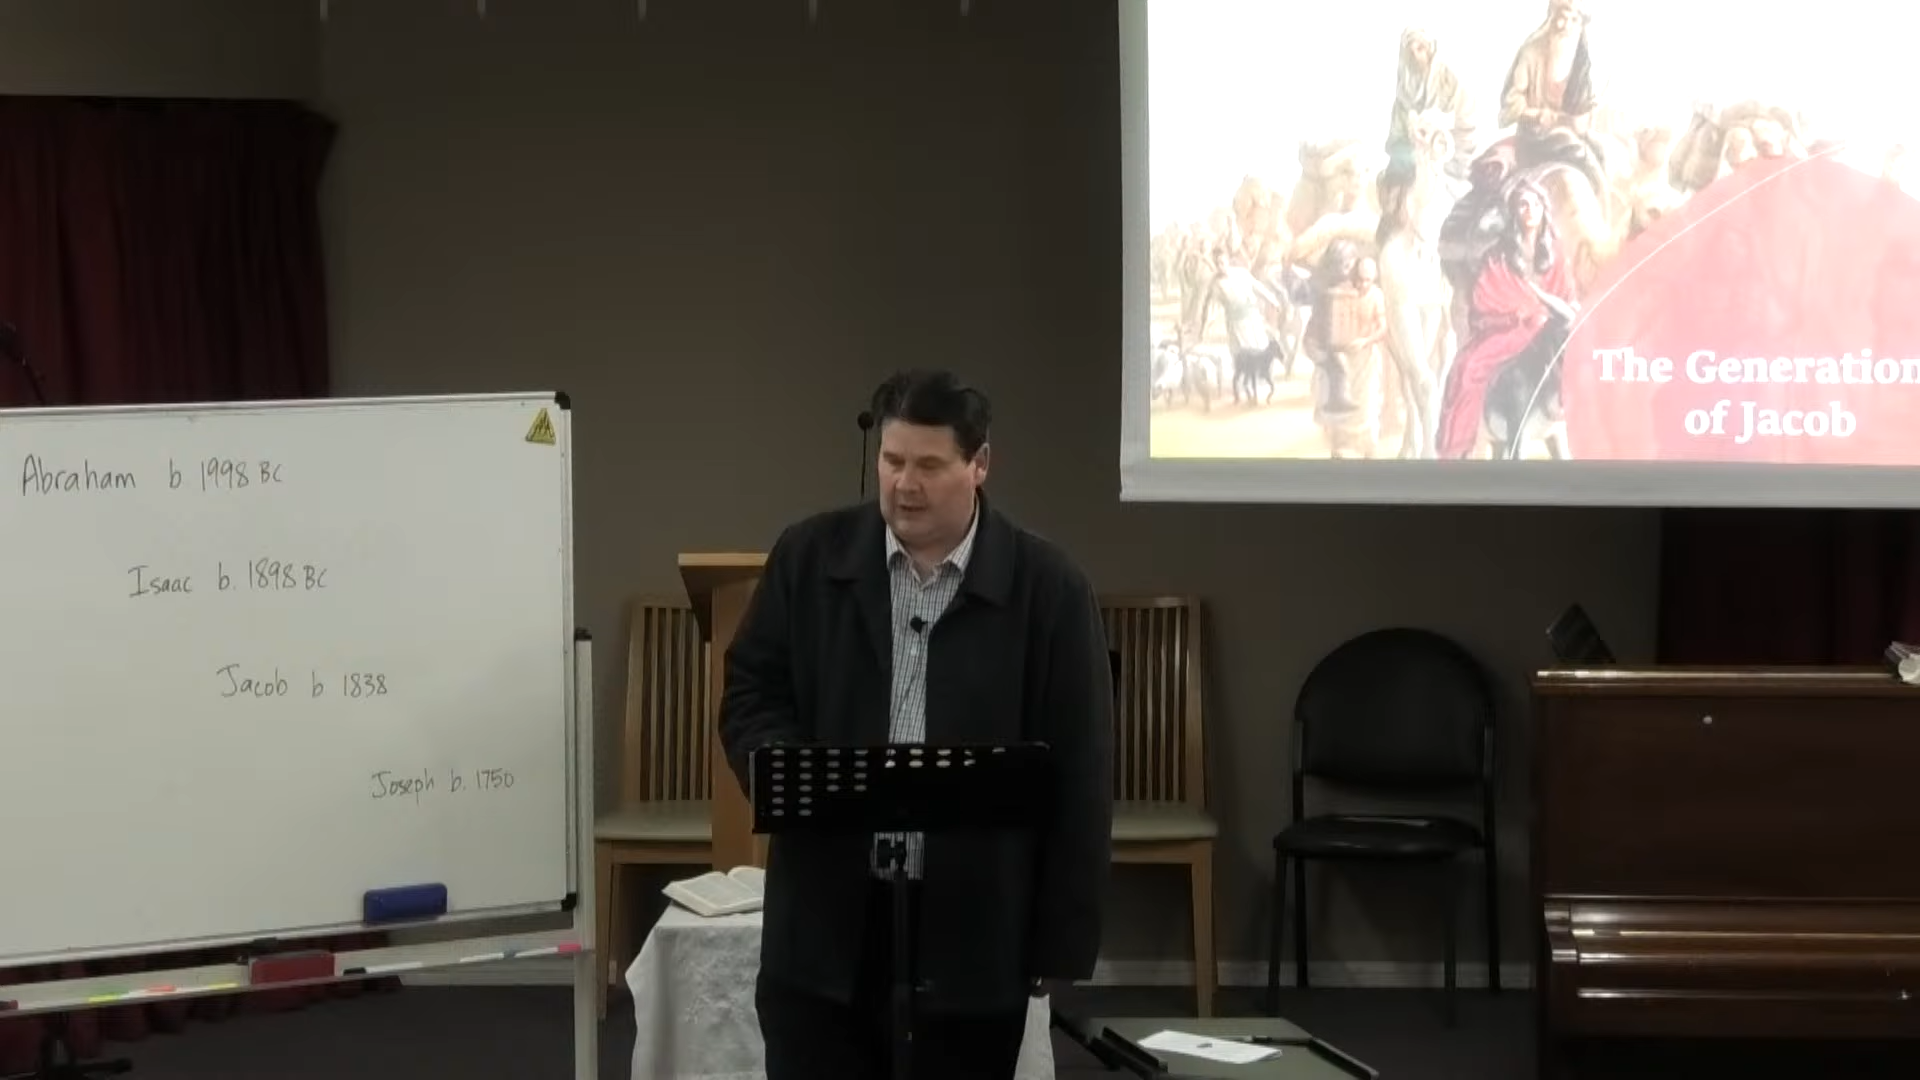 Abraham b. 1998 BC
Isaac b. 1898 BC
Jacob b 1838
Joseph b. 1750
The Generation
of Jacob